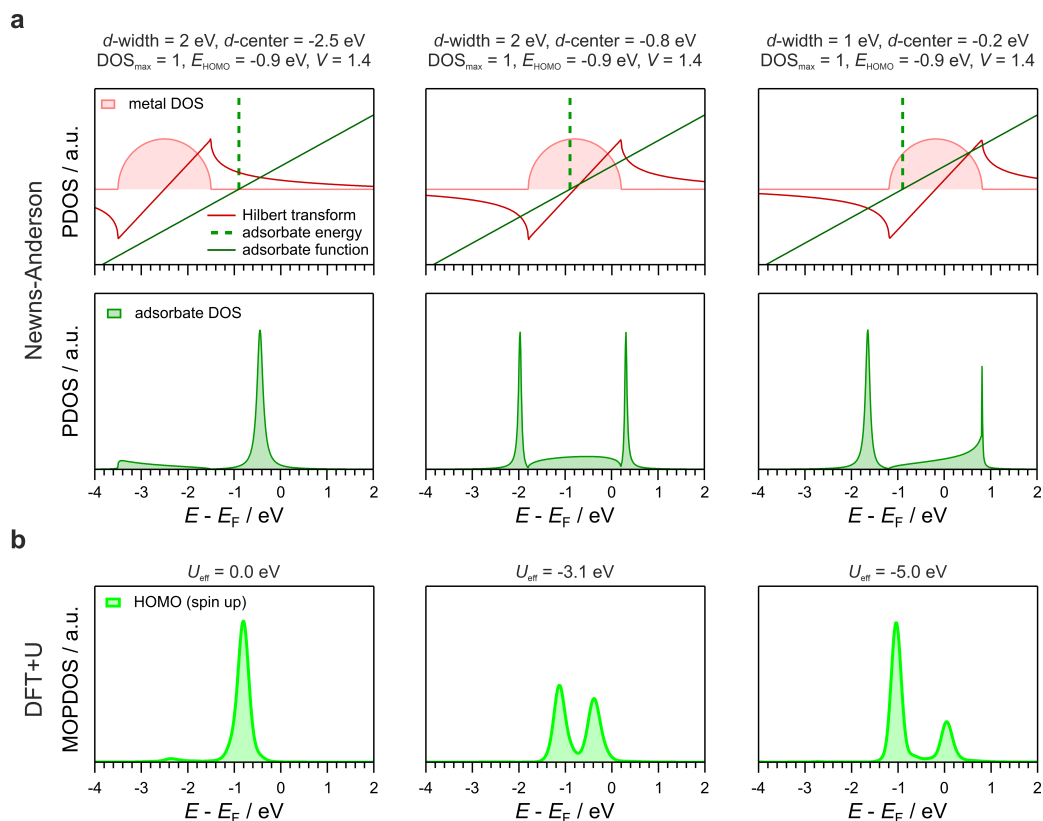 a
d-width = 2 eV, d-center = -2.5 eV
DOSmax = 1, EHOMO = -0.9 eV, V = 1.4
d-width = 2 eV, d-center = -0.8 eV
DOSmax = 1, EHOMO = -0.9 eV, V = 1.4
d-width = 1 eV, d-center = -0.2 eV
DOSmax = 1, EHOMO = -0.9 eV, V = 1.4
Newns-Anderson
PDOS / a.u.
metal DOS
Hilbert transform
adsorbate energy
adsorbate function
PDOS / a.u.
adsorbate DOS
-4 -3 -2 -1 0 1 2
E - EF / eV
-4 -3 -2 -1 0 1 2
E - EF / eV
-4 -3 -2 -1 0 1 2
E - EF / eV
b
DFT+U
MOPDOS / a.u.
Ueff = 0.0 eV
HOMO (spin up)
Ueff = -3.1 eV
Ueff = -5.0 eV
-4 -3 -2 -1 0 1 2
E - EF / eV
-4 -3 -2 -1 0 1 2
E - EF / eV
-4 -3 -2 -1 0 1 2
E - EF / eV